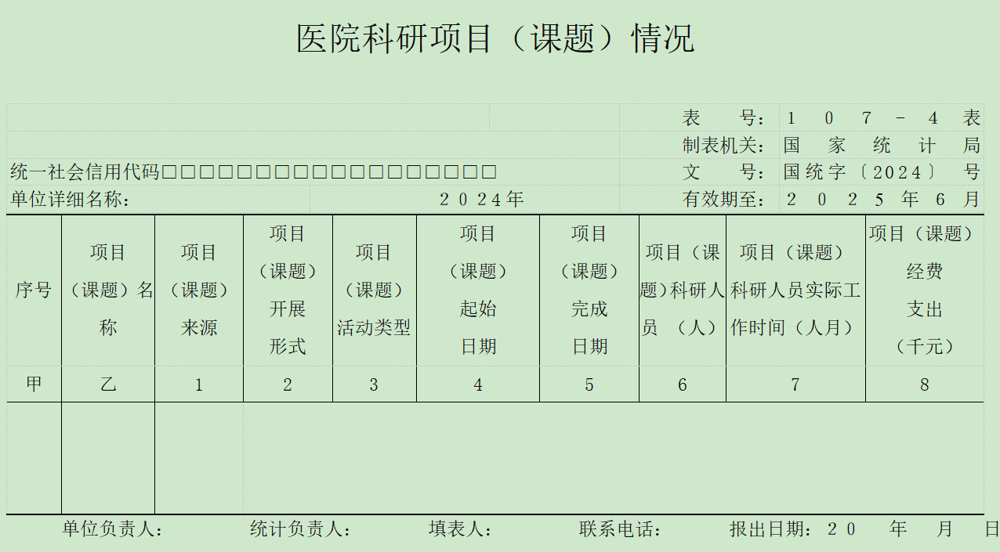 医院科研项目（课题）情况
表　　号： 107-4表
制表机关： 国家统计局
统一社会信用代码□□□□□□□□□□□□□□□□□□ 文　　号： 国统字〔2024〕 号
单位详细名称： 2024年 有效期至： 2025年6月
序号
项目
（课题）名
称
项目
（课题）
来源
项目
（课题）
开展
形式
项目
（课题）
活动类型
项目
（课题）
起始
日期
项目
（课题）
完成
日期
项目（课
题)科研人
员 （人）
项目（课题）
科研人员实际工
作时间（人月）
项目（课题）
经费
支出
（千元）
甲 乙 1 2 3 4 5 6 7 8
单位负责人： 统计负责人： 填表人： 联系电话： 报出日期：20 年 月 日